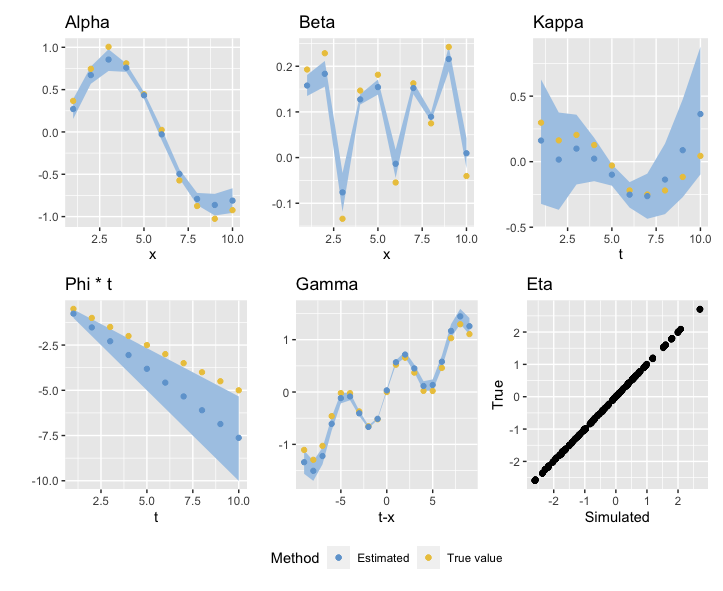 Alpha
1.0
0.5
0.0
-0.5
-1.0
2.5 5.0 7.5 10.0
x
Beta
0.2
0.1
0.0
-0.1
2.5 5.0 7.5 10.0
x
Kappa
0.5
0.0
-0.5
2.5 5.0 7.5 10.0
t
Phi * t
-2.5
-5.0
-7.5
-10.0
2.5 5.0 7.5 10.0
t
Gamma
1
0
-1
-5 0 5
t-x
Eta
True
2
1
0
-1
-2
-2 -1 0 1 2
Simulated
Method Estimated True value